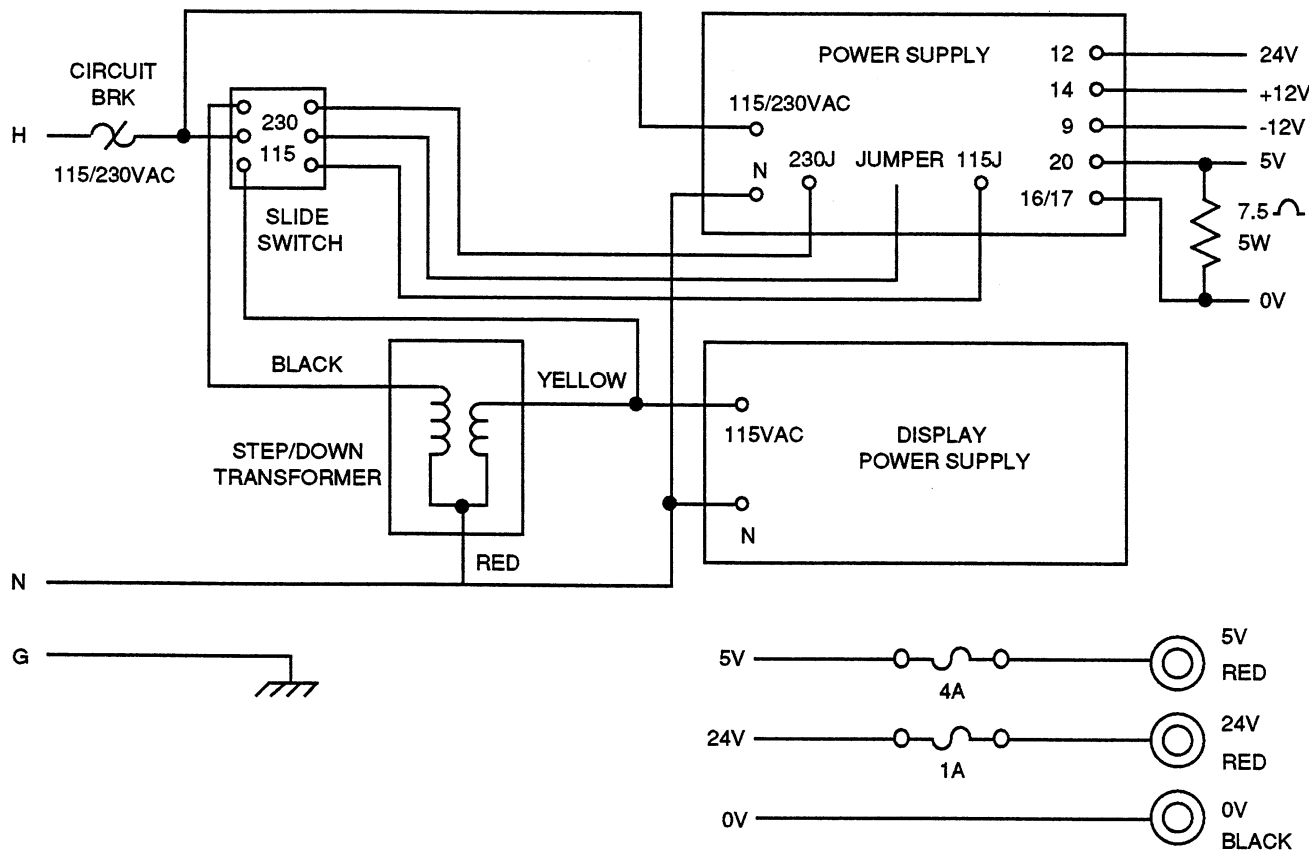 POWER SUPPLY
12
24V
CIRCUIT
BRK
14
+12V
115/230VAC
230
9
-12V
H
115
230J
JUMPER
115J
20
5V
115/230VAC
N
16/17
7.5
SLIDE
SWITCH
5W
0V
BLACK
YELLOW
115VAC
DISPLAY
POWER SUPPLY
STEP/DOWN
TRANSFORMER
N
RED
N
G
5V
4A
5V
RED
24V
1A
24V
RED
0V
0V
BLACK